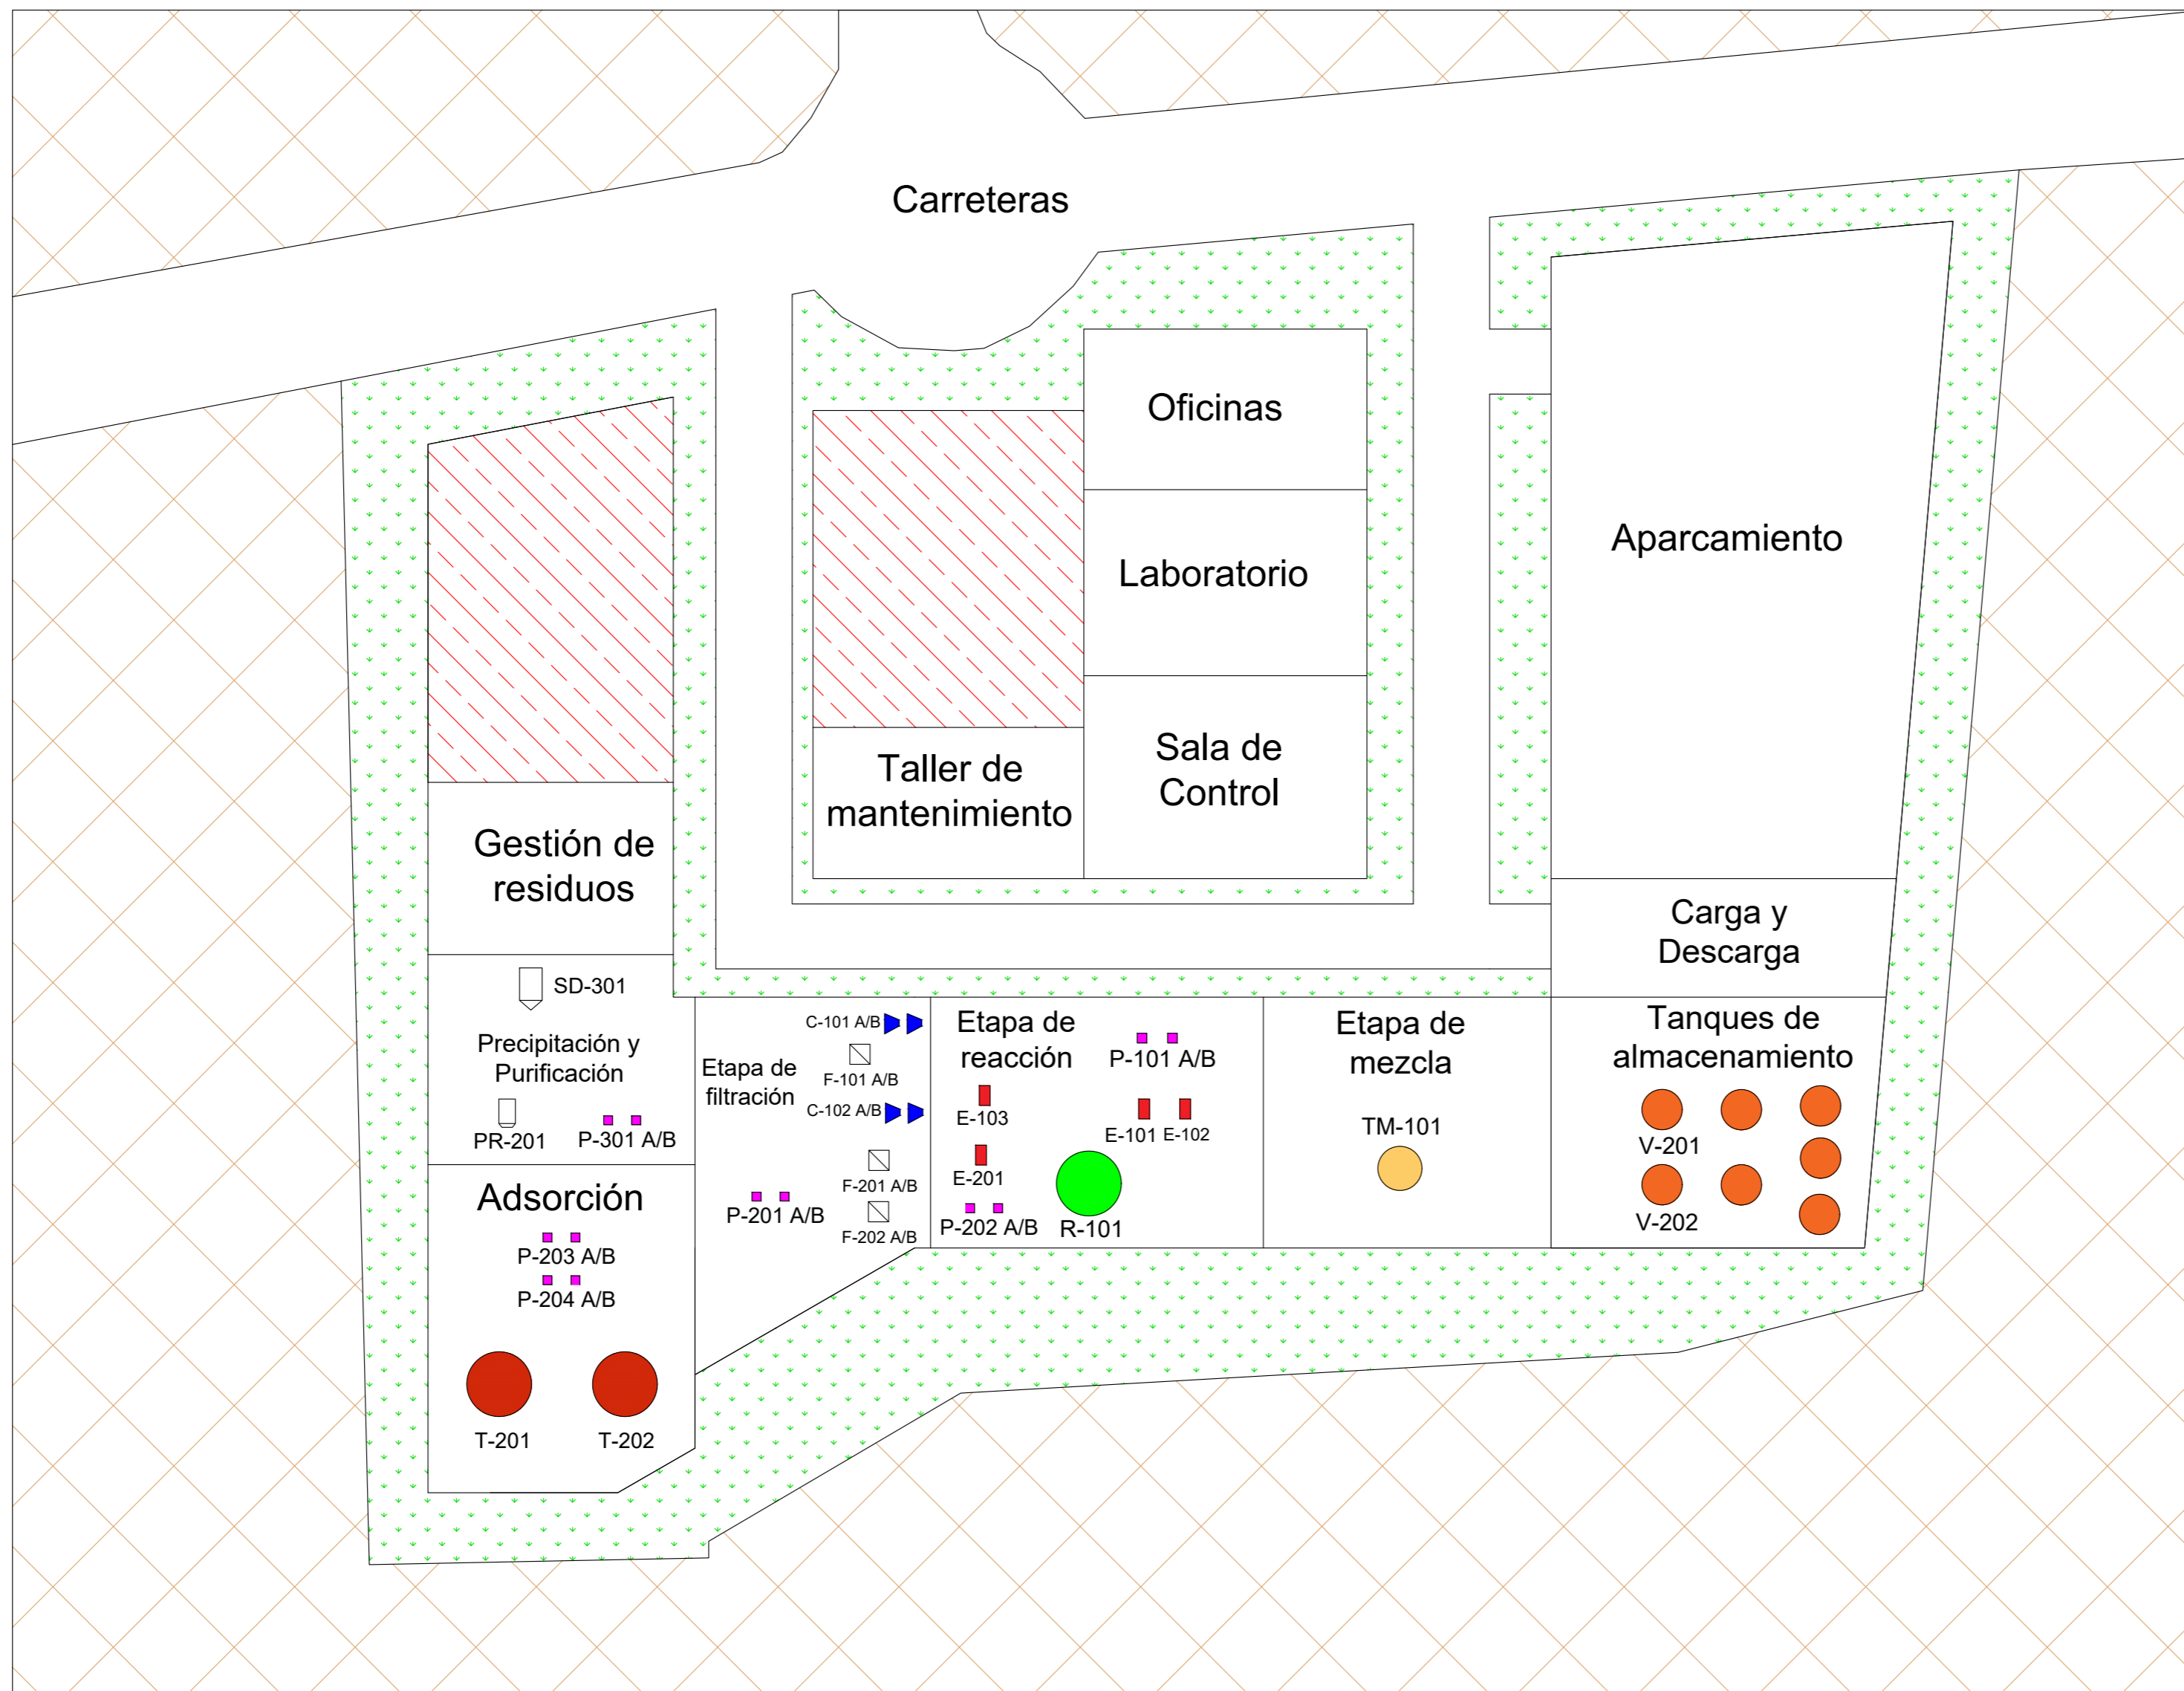 Carreteras
Oficinas
Laboratorio
Aparcamiento
Sala de
Control
Taller de
mantenimiento
Gestión de
residuos
Carga y
Descarga
SD-301
Precipitación y
Purificación
PR-201
P-301 A/B
Etapa de
filtración
C-101 A/B
F-101 A/B
C-102 A/B
F-201 A/B
F-202 A/B
P-201 A/B
Etapa de
reacción
P-101 A/B
E-103
E-101
E-102
E-201
P-202 A/B
R-101
Etapa de
mezcla
TM-101
Tanques de
almacenamiento
V-201
V-202
Adsorción
P-203 A/B
P-204 A/B
T-201
T-202